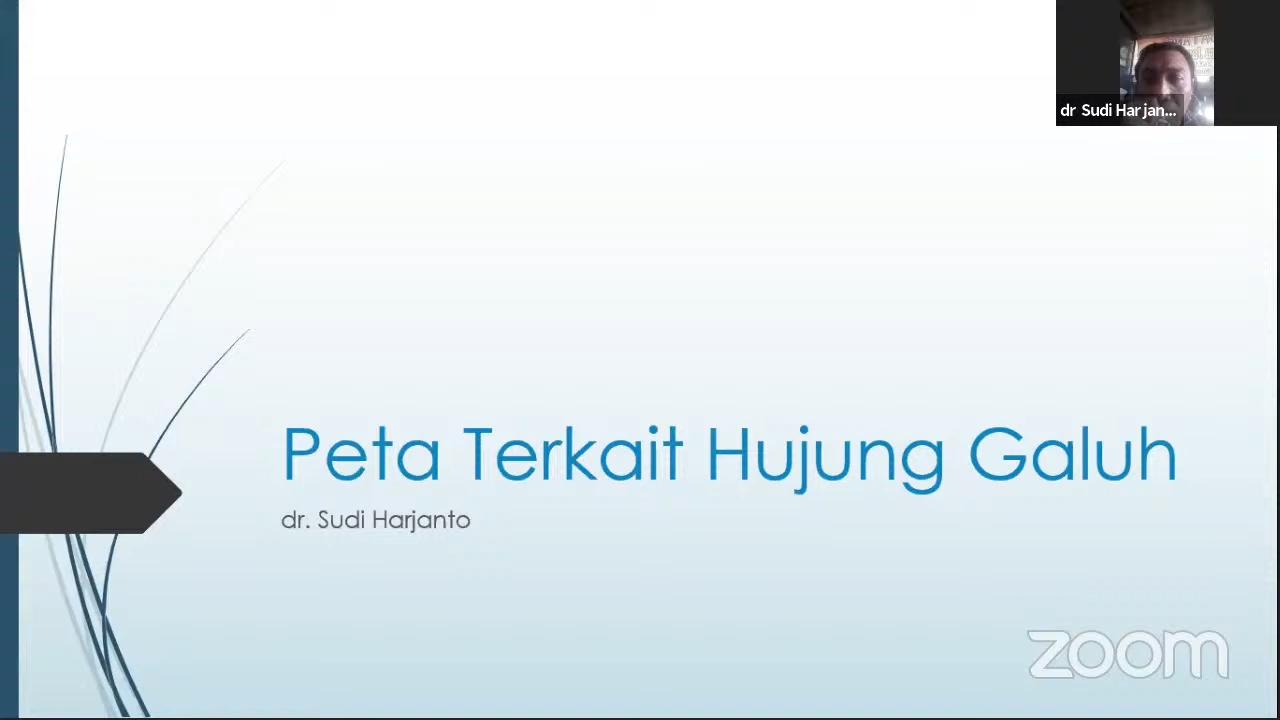 dr Sudi Harjan...
Peta Terkait Hujung Galuh
dr. Sudi Harjanto
zoom